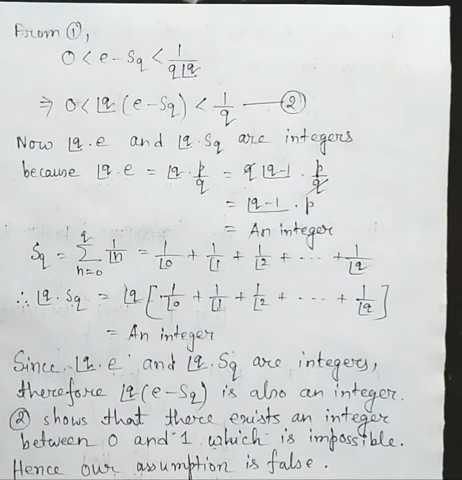 From ①,
0 < e - Sq < 1/(q ⌊q)
⇒ 0 < ⌊q (e - Sq) < 1/q — ②
Now ⌊q . e and ⌊q . Sq are integers
because ⌊q . e = ⌊q . p/q = q ⌊q-1 . p/q
= ⌊q-1 . p
= An integer
Sq = Σ_{n=0}^{q} 1/⌊n = 1/⌊0 + 1/⌊1 + 1/⌊2 + ... + 1/⌊q
∴ ⌊q . Sq = ⌊q [1/⌊0 + 1/⌊1 + 1/⌊2 + ... + 1/⌊q]
= An integer
Since ⌊q . e and ⌊q . Sq are integers,
therefore ⌊q (e - Sq) is also an integer.
② shows that there exists an integer
between 0 and 1 which is impossible.
Hence our assumption is false.